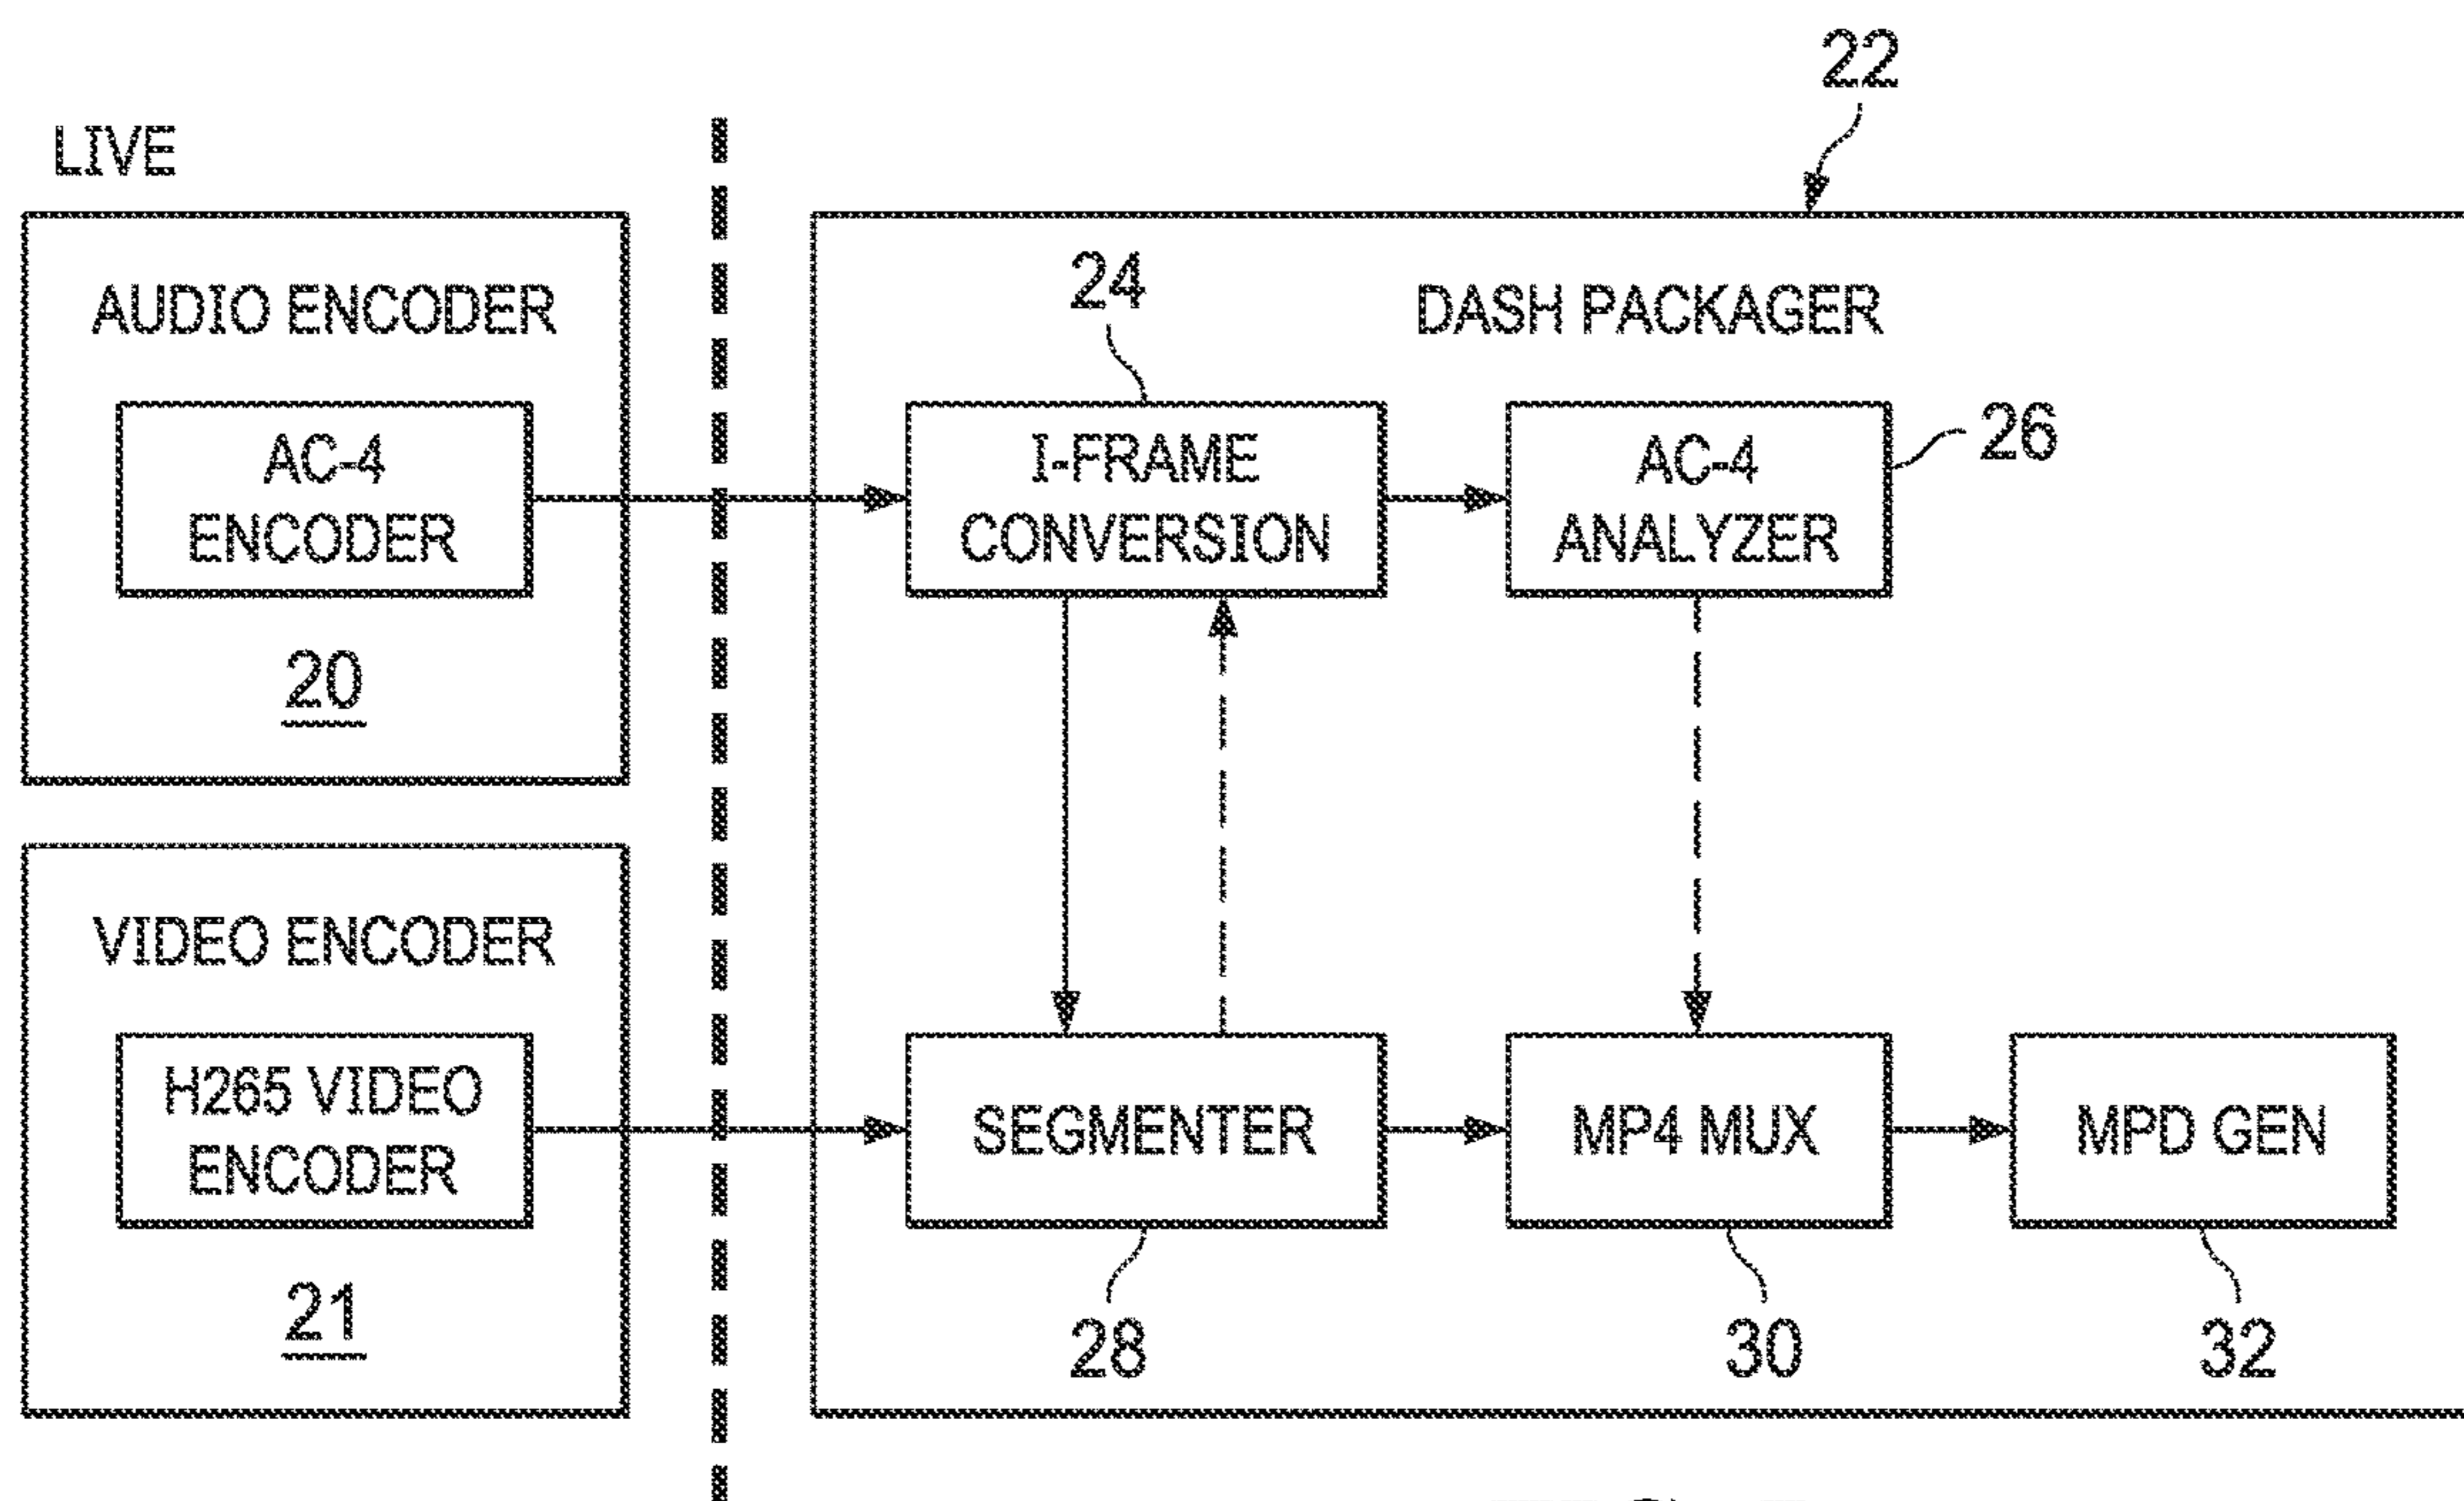 22
LIVE
AUDIO ENCODER
AC-4
ENCODER
20
VIDEO ENCODER
H265 VIDEO
ENCODER
21
DASH PACKAGER
24
I-FRAME
CONVERSION
AC-4
ANALYZER
26
SEGMENTER
28
MP4 MUX
30
MPD GEN
32